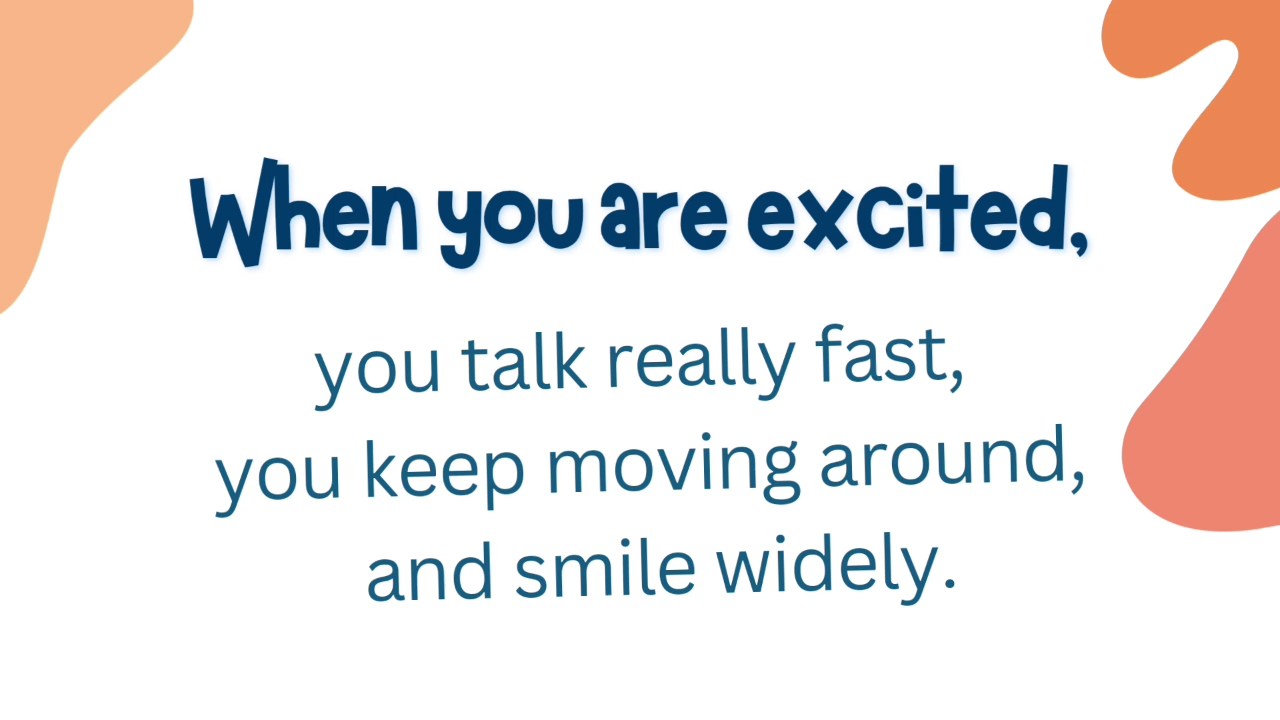 When you are excited,
you talk really fast,
you keep moving around,
and smile widely.